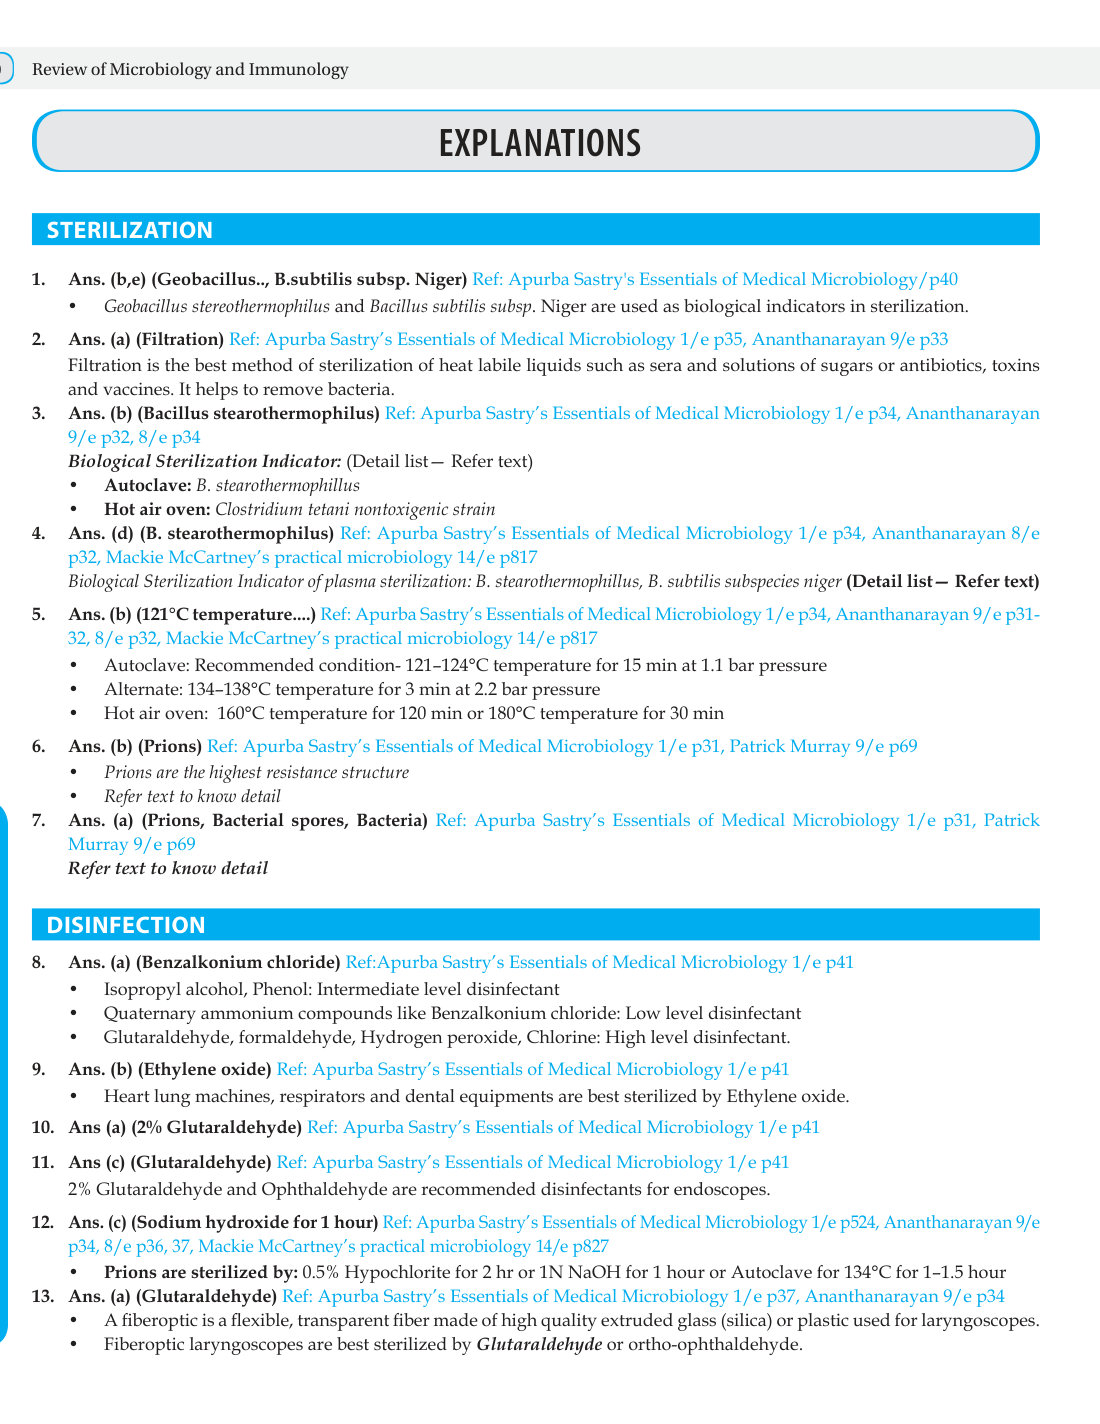 Review of Microbiology and Immunology
EXPLANATIONS
STERILIZATION
1. Ans. (b,e) (Geobacillus.., B.subtilis subsp. Niger) Ref: Apurba Sastry's Essentials of Medical Microbiology/p40
• Geobacillus stereothermophilus and Bacillus subtilis subsp. Niger are used as biological indicators in sterilization.
2. Ans. (a) (Filtration) Ref: Apurba Sastry’s Essentials of Medical Microbiology 1/e p35, Ananthanarayan 9/e p33
Filtration is the best method of sterilization of heat labile liquids such as sera and solutions of sugars or antibiotics, toxins
and vaccines. It helps to remove bacteria.
3. Ans. (b) (Bacillus stearothermophilus) Ref: Apurba Sastry’s Essentials of Medical Microbiology 1/e p34, Ananthanarayan
9/e p32, 8/e p34
Biological Sterilization Indicator: (Detail list— Refer text)
• Autoclave: B. stearothermophillus
• Hot air oven: Clostridium tetani nontoxigenic strain
4. Ans. (d) (B. stearothermophilus) Ref: Apurba Sastry’s Essentials of Medical Microbiology 1/e p34, Ananthanarayan 8/e
p32, Mackie McCartney’s practical microbiology 14/e p817
Biological Sterilization Indicator of plasma sterilization: B. stearothermophillus, B. subtilis subspecies niger (Detail list— Refer text)
5. Ans. (b) (121°C temperature....) Ref: Apurba Sastry’s Essentials of Medical Microbiology 1/e p34, Ananthanarayan 9/e p31-
32, 8/e p32, Mackie McCartney’s practical microbiology 14/e p817
• Autoclave: Recommended condition- 121–124°C temperature for 15 min at 1.1 bar pressure
• Alternate: 134–138°C temperature for 3 min at 2.2 bar pressure
• Hot air oven: 160°C temperature for 120 min or 180°C temperature for 30 min
6. Ans. (b) (Prions) Ref: Apurba Sastry’s Essentials of Medical Microbiology 1/e p31, Patrick Murray 9/e p69
• Prions are the highest resistance structure
• Refer text to know detail
7. Ans. (a) (Prions, Bacterial spores, Bacteria) Ref: Apurba Sastry’s Essentials of Medical Microbiology 1/e p31, Patrick
Murray 9/e p69
Refer text to know detail
DISINFECTION
8. Ans. (a) (Benzalkonium chloride) Ref:Apurba Sastry’s Essentials of Medical Microbiology 1/e p41
• Isopropyl alcohol, Phenol: Intermediate level disinfectant
• Quaternary ammonium compounds like Benzalkonium chloride: Low level disinfectant
• Glutaraldehyde, formaldehyde, Hydrogen peroxide, Chlorine: High level disinfectant.
9. Ans. (b) (Ethylene oxide) Ref: Apurba Sastry’s Essentials of Medical Microbiology 1/e p41
• Heart lung machines, respirators and dental equipments are best sterilized by Ethylene oxide.
10. Ans (a) (2% Glutaraldehyde) Ref: Apurba Sastry’s Essentials of Medical Microbiology 1/e p41
11. Ans (c) (Glutaraldehyde) Ref: Apurba Sastry’s Essentials of Medical Microbiology 1/e p41
2% Glutaraldehyde and Ophthaldehyde are recommended disinfectants for endoscopes.
12. Ans. (c) (Sodium hydroxide for 1 hour) Ref: Apurba Sastry’s Essentials of Medical Microbiology 1/e p524, Ananthanarayan 9/e
p34, 8/e p36, 37, Mackie McCartney’s practical microbiology 14/e p827
• Prions are sterilized by: 0.5% Hypochlorite for 2 hr or 1N NaOH for 1 hour or Autoclave for 134°C for 1–1.5 hour
13. Ans. (a) (Glutaraldehyde) Ref: Apurba Sastry’s Essentials of Medical Microbiology 1/e p37, Ananthanarayan 9/e p34
• A fiberoptic is a flexible, transparent fiber made of high quality extruded glass (silica) or plastic used for laryngoscopes.
• Fiberoptic laryngoscopes are best sterilized by Glutaraldehyde or ortho-ophthaldehyde.